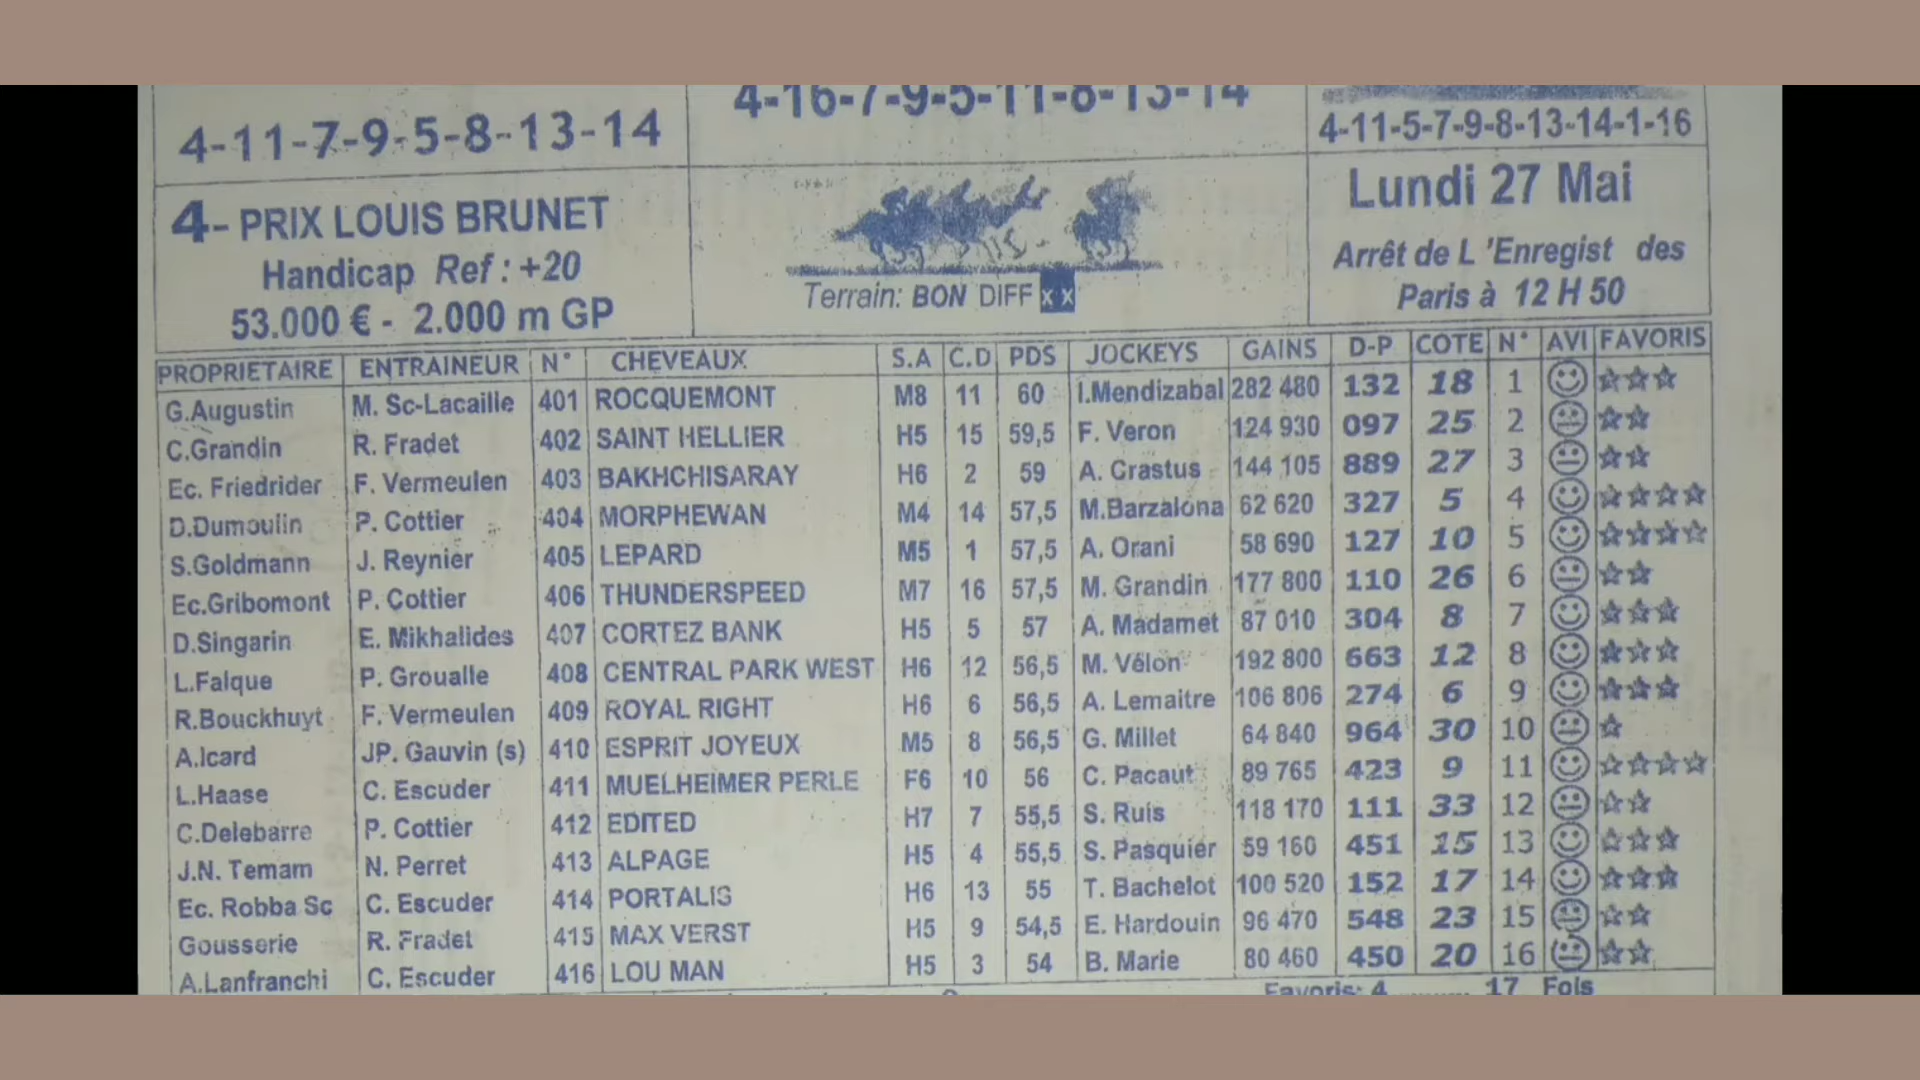 4-11-7-9-5-8-13-14
4-16-7-9-5-11-8-13-14
4-11-5-7-9-8-13-14-1-16
4- PRIX LOUIS BRUNET
Handicap Ref : +20
53.000 € - 2.000 m GP
Terrain: BON DIFF x x
Lundi 27 Mai
Arrêt de L 'Enregist des
Paris à 12 H 50
PROPRIETAIRE ENTRAINEUR N° CHEVEAUX S.A C.D PDS JOCKEYS GAINS D-P COTE N° AVI FAVORIS
G.Augustin M. Sc-Lacaille 401 ROCQUEMONT M8 11 60 I.Mendizabal 282 480 132 18 1 ☆☆☆
C.Grandin R. Fradet 402 SAINT HELLIER H5 15 59,5 F. Veron 124 930 097 25 2 ☆☆
Ec. Friedrider F. Vermeulen 403 BAKHCHISARAY H6 2 59 A. Crastus 144 105 889 27 3 ☆☆
D.Dumoulin P. Cottier 404 MORPHEWAN M4 14 57,5 M.Barzalona 62 620 327 5 4 ☆☆☆☆
S.Goldmann J. Reynier 405 LEPARD M5 1 57,5 A. Orani 58 690 127 10 5 ☆☆☆☆
Ec.Gribomont P. Cottier 406 THUNDERSPEED M7 16 57,5 M. Grandin 177 800 110 26 6 ☆☆
D.Singarin E. Mikhalides 407 CORTEZ BANK H5 5 57 A. Madamet 87 010 304 8 7 ☆☆☆
L.Falque P. Groualle 408 CENTRAL PARK WEST H6 12 56,5 M. Vélon 192 800 663 12 8 ☆☆☆
R.Bouckhuyt F. Vermeulen 409 ROYAL RIGHT H6 6 56,5 A. Lemaitre 106 806 274 6 9 ☆☆☆
A.Icard JP. Gauvin (s) 410 ESPRIT JOYEUX M5 8 56,5 G. Millet 64 840 964 30 10 ☆
L.Haase C. Escuder 411 MUELHEIMER PERLE F6 10 56 C. Pacaut 89 765 423 9 11 ☆☆☆☆
C.Delebarre P. Cottier 412 EDITED H7 7 55,5 S. Ruis 118 170 111 33 12 ☆☆
J.N. Temam N. Perret 413 ALPAGE H5 4 55,5 S. Pasquier 59 160 451 15 13 ☆☆☆
Ec. Robba Sc C. Escuder 414 PORTALIS H6 13 55 T. Bachelot 100 520 152 17 14 ☆☆☆
Gousserie R. Fradet 415 MAX VERST H5 9 54,5 E. Hardouin 96 470 548 23 15 ☆☆
A.Lanfranchi C. Escuder 416 LOU MAN H5 3 54 B. Marie 80 460 450 20 16 ☆☆
Favoris: 4 ........ 17 Fois